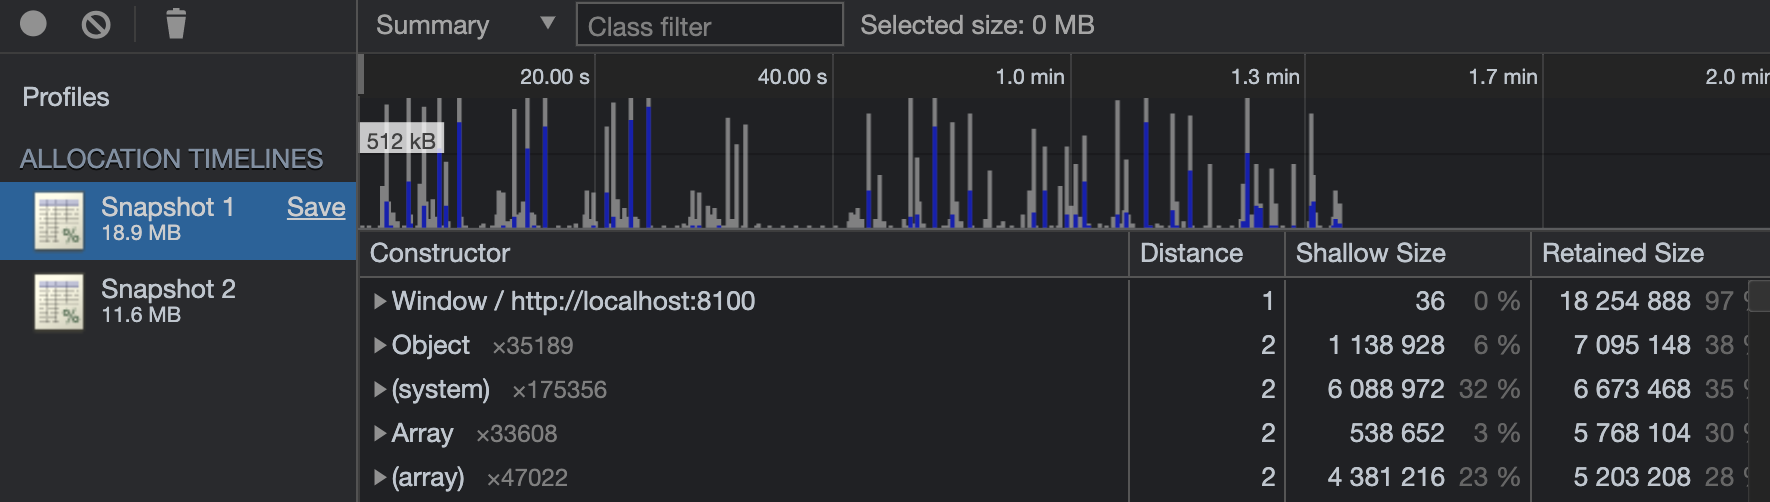 Summary ▼ Class filter Selected size: 0 MB
Profiles
20.00 s 40.00 s 1.0 min 1.3 min 1.7 min 2.0 min
512 kB
ALLOCATION TIMELINES
Snapshot 1 Save
18.9 MB
Snapshot 2
11.6 MB
Constructor Distance Shallow Size Retained Size
Window / http://localhost:8100 1 36 0 % 18 254 888 97 %
Object ×35189 2 1 138 928 6 % 7 095 148 38 %
(system) ×175356 2 6 088 972 32 % 6 673 468 35 %
Array ×33608 2 538 652 3 % 5 768 104 30 %
(array) ×47022 2 4 381 216 23 % 5 203 208 28 %